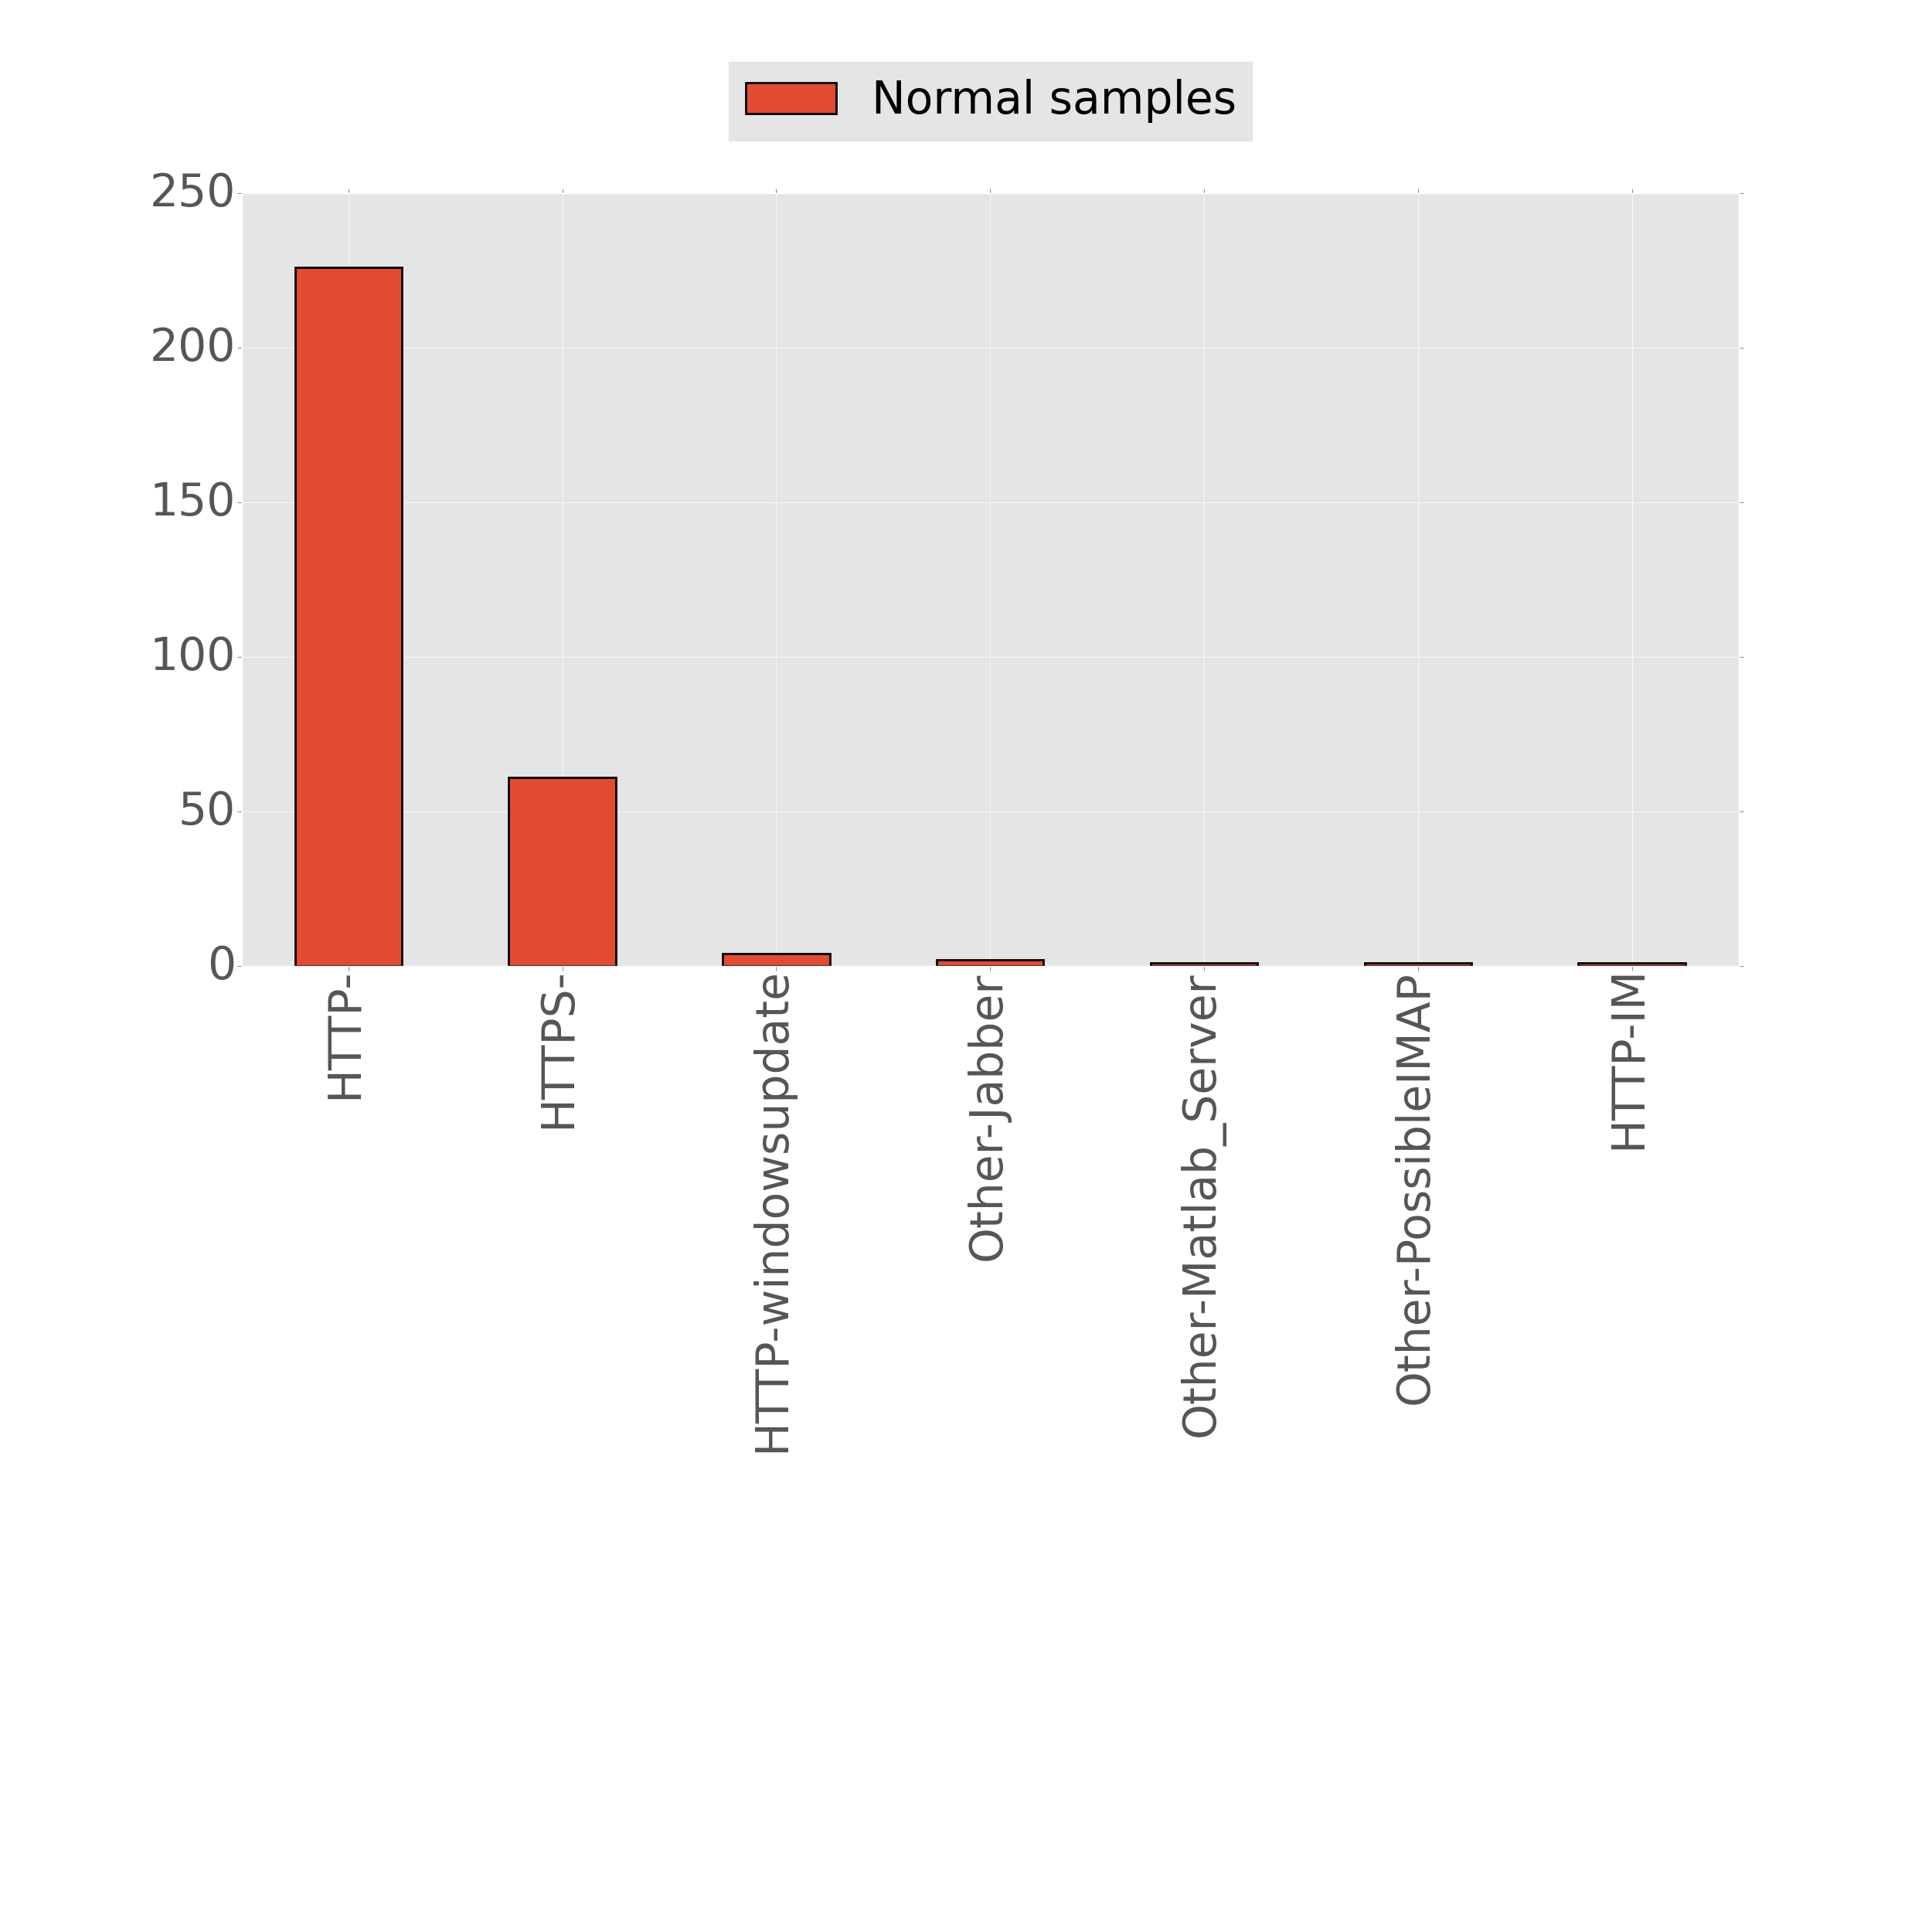 Normal samples
250
200
150
100
50
0
HTTP-
HTTPS-
HTTP-windowsupdate
Other-Jabber
Other-Matlab_Server
Other-PossibleIMAP
HTTP-IM